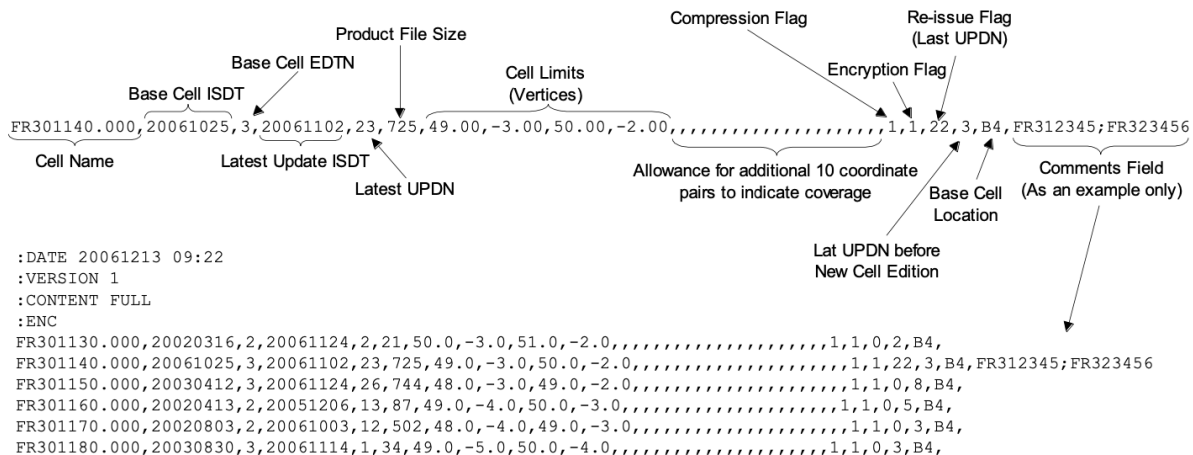 Compression Flag
Re-issue Flag
(Last UPDN)
Product File Size
Base Cell EDTN
Encryption Flag
Cell Limits
(Vertices)
Base Cell ISDT
FR301140.000,20061025,3,20061102,23,725,49.00,-3.00,50.00,-2.00,,,,,,,,,,,,,,,,,,,,,1,1,22,3,B4,FR312345;FR323456
Cell Name
Latest Update ISDT
Latest UPDN
Allowance for additional 10 coordinate
pairs to indicate coverage
Base Cell
Location
Comments Field
(As an example only)
Lat UPDN before
New Cell Edition
:DATE 20061213 09:22
:VERSION 1
:CONTENT FULL
:ENC
FR301130.000,20020316,2,20061124,2,21,50.0,-3.0,51.0,-2.0,,,,,,,,,,,,,,,,,,,,,1,1,0,2,B4,
FR301140.000,20061025,3,20061102,23,725,49.0,-3.0,50.0,-2.0,,,,,,,,,,,,,,,,,,,,,1,1,22,3,B4,FR312345;FR323456
FR301150.000,20030412,3,20061124,26,744,48.0,-3.0,49.0,-2.0,,,,,,,,,,,,,,,,,,,,,1,1,0,8,B4,
FR301160.000,20020413,2,20051206,13,87,49.0,-4.0,50.0,-3.0,,,,,,,,,,,,,,,,,,,,,1,1,0,5,B4,
FR301170.000,20020803,2,20061003,12,502,48.0,-4.0,49.0,-3.0,,,,,,,,,,,,,,,,,,,,,1,1,0,3,B4,
FR301180.000,20030830,3,20061114,1,34,49.0,-5.0,50.0,-4.0,,,,,,,,,,,,,,,,,,,,,1,1,0,3,B4,